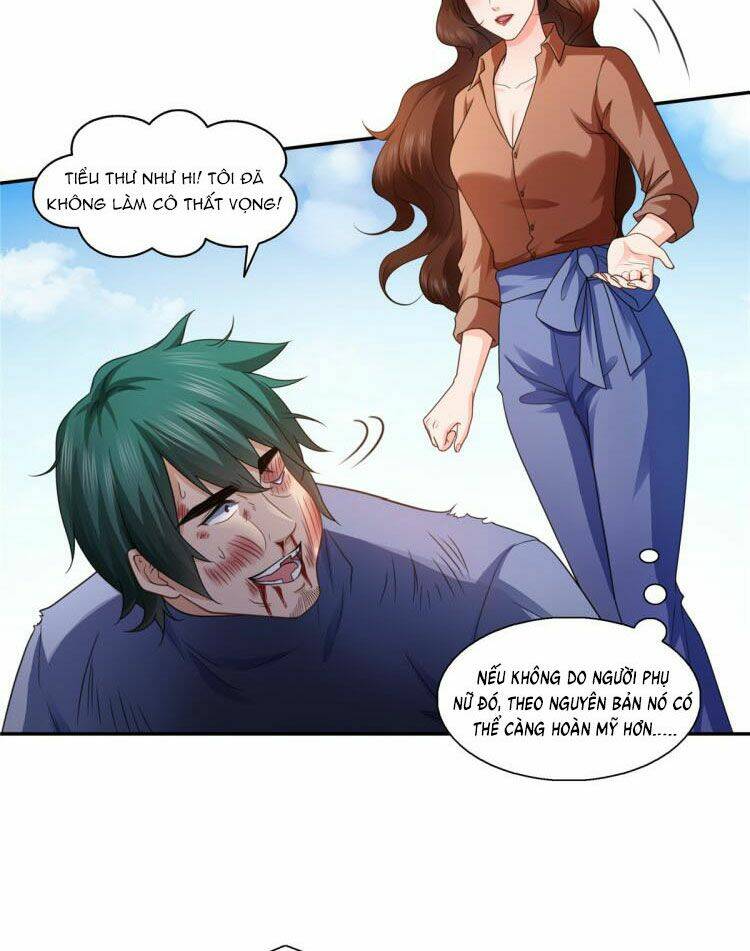 TIỂU THƯ NHƯ HI! TÔI ĐÃ
KHÔNG LÀM CÔ THẤT VỌNG!
NẾU KHÔNG DO NGƯỜI PHỤ
NỮ ĐÓ, THEO NGUYÊN BẢN NÓ CÓ
THỂ CÀNG HOÀN MỸ HƠN.....